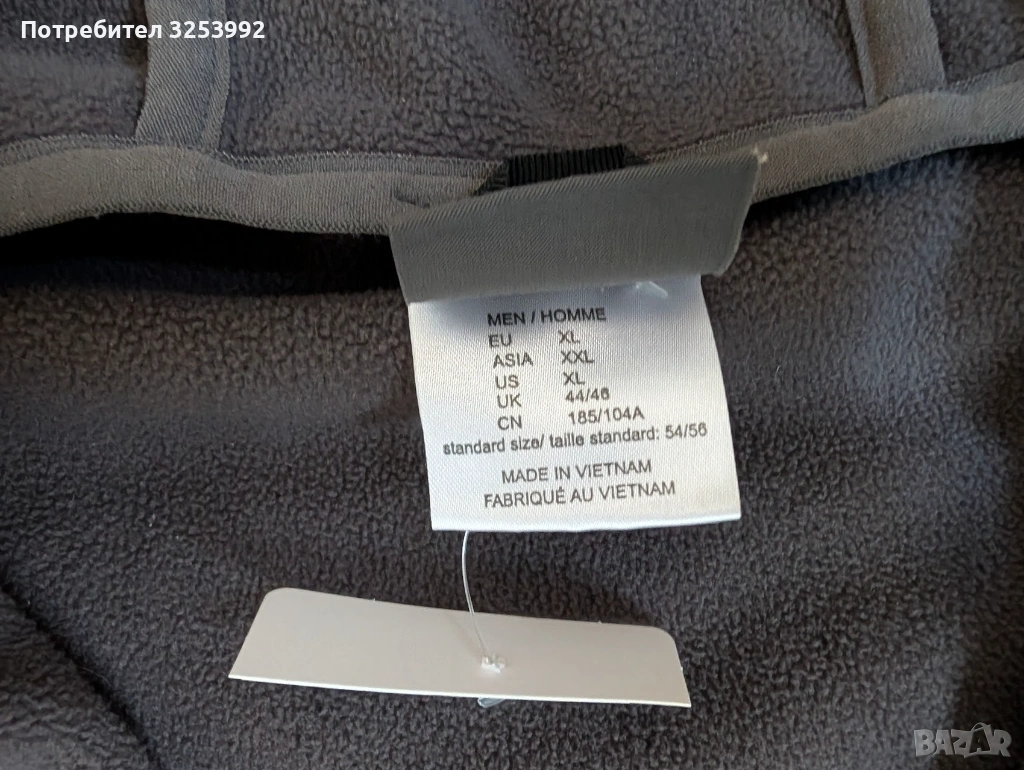 Потребител 3253992
MEN / HOMME
EU XL
ASIA XXL
US XL
UK 44/46
CN 185/104A
standard size/ taille standard: 54/56
MADE IN VIETNAM
FABRIQUÉ AU VIETNAM
BAZAR